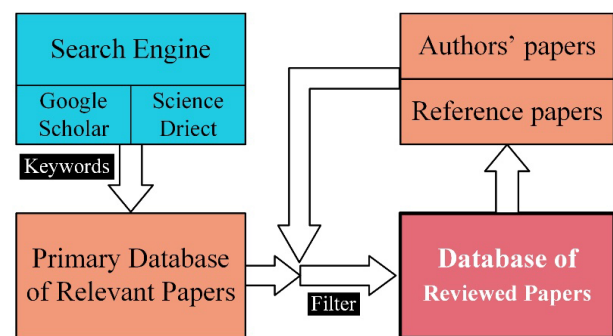 Search Engine
Google
Scholar
Science
Driect
Keywords
Primary Database
of Relevant Papers
Filter
Authors' papers
Reference papers
Database of
Reviewed Papers